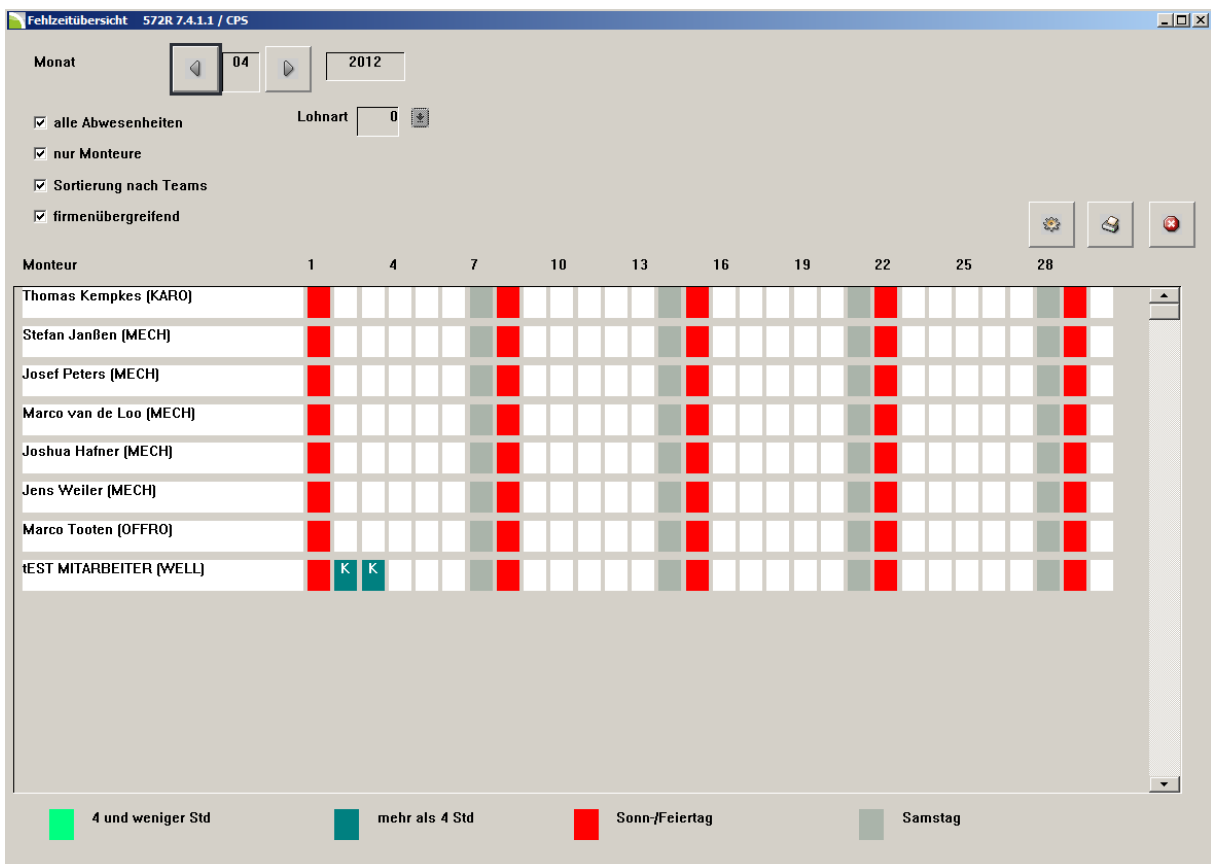 Fehlzeitübersicht 572R 7.4.1.1 / CPS
Monat 04 2012
alle Abwesenheiten Lohnart 0
nur Monteure
Sortierung nach Teams
firmenübergreifend
Monteur 1 4 7 10 13 16 19 22 25 28
Thomas Kempkes (KARO)
Stefan Janßen (MECH)
Josef Peters (MECH)
Marco van de Loo (MECH)
Joshua Hafner (MECH)
Jens Weiler (MECH)
Marco Tooten (OFFRO)
tEST MITARBEITER (WELL) K K
4 und weniger Std mehr als 4 Std Sonn-/Feiertag Samstag